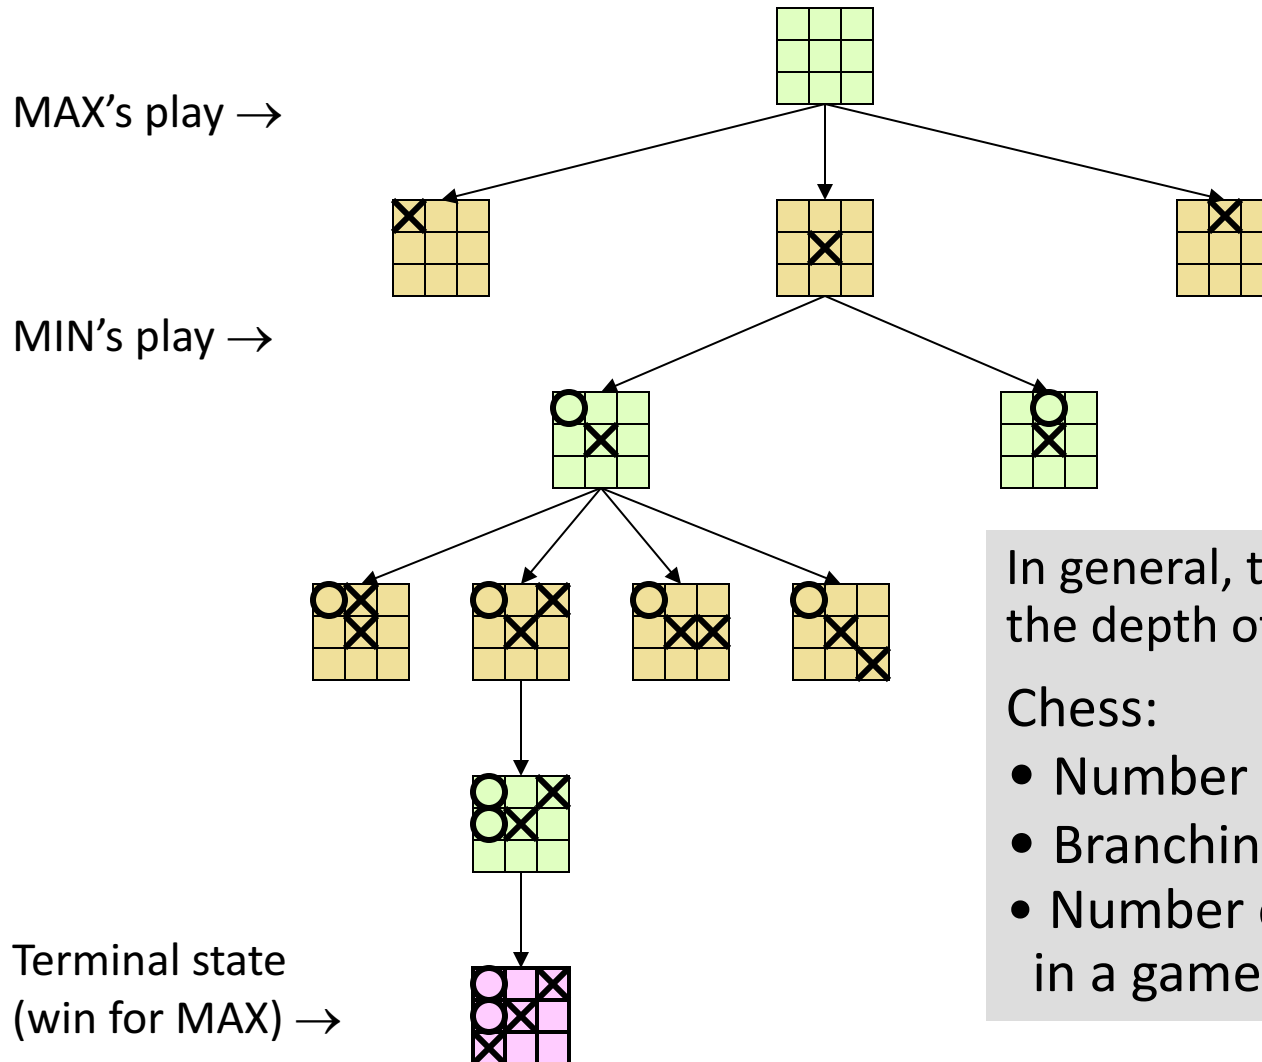 MAX’s play →
MIN’s play →
In general, t
the depth of
Chess:
• Number
• Branchin
• Number
in a game
Terminal state
(win for MAX) →